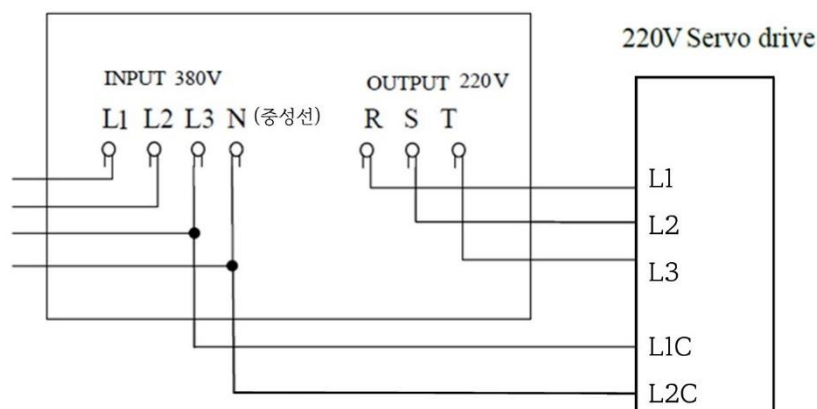 220V Servo drive
INPUT 380V
OUTPUT 220V
L1 L2 L3 N (중성선)
R S T
L1
L2
L3
L1C
L2C